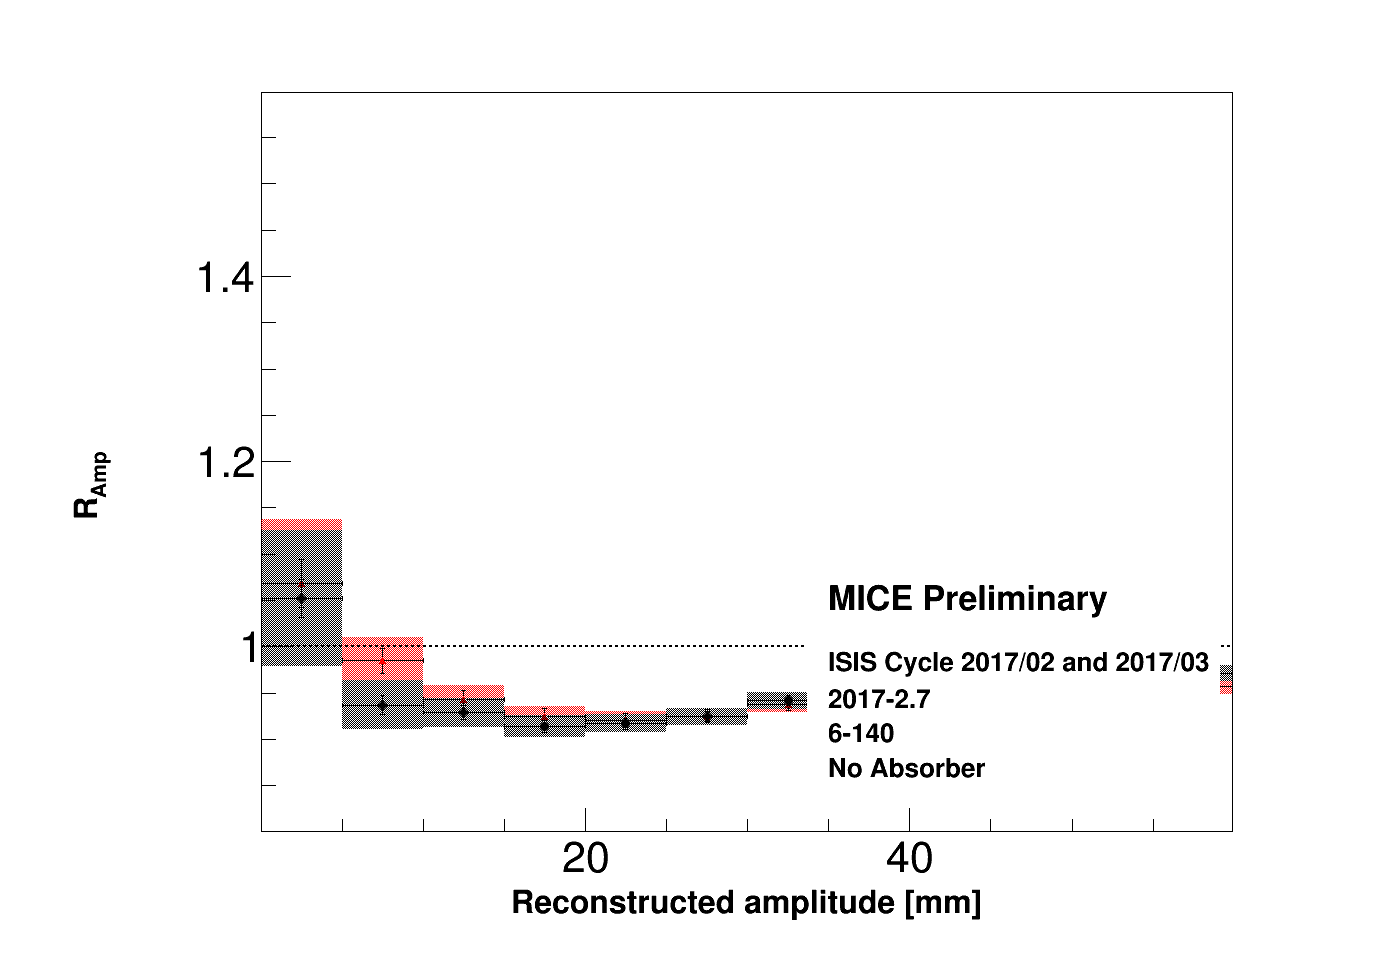 1.4
1.2
1
R_Amp
MICE Preliminary
ISIS Cycle 2017/02 and 2017/03
2017-2.7
6-140
No Absorber
20 40
Reconstructed amplitude [mm]